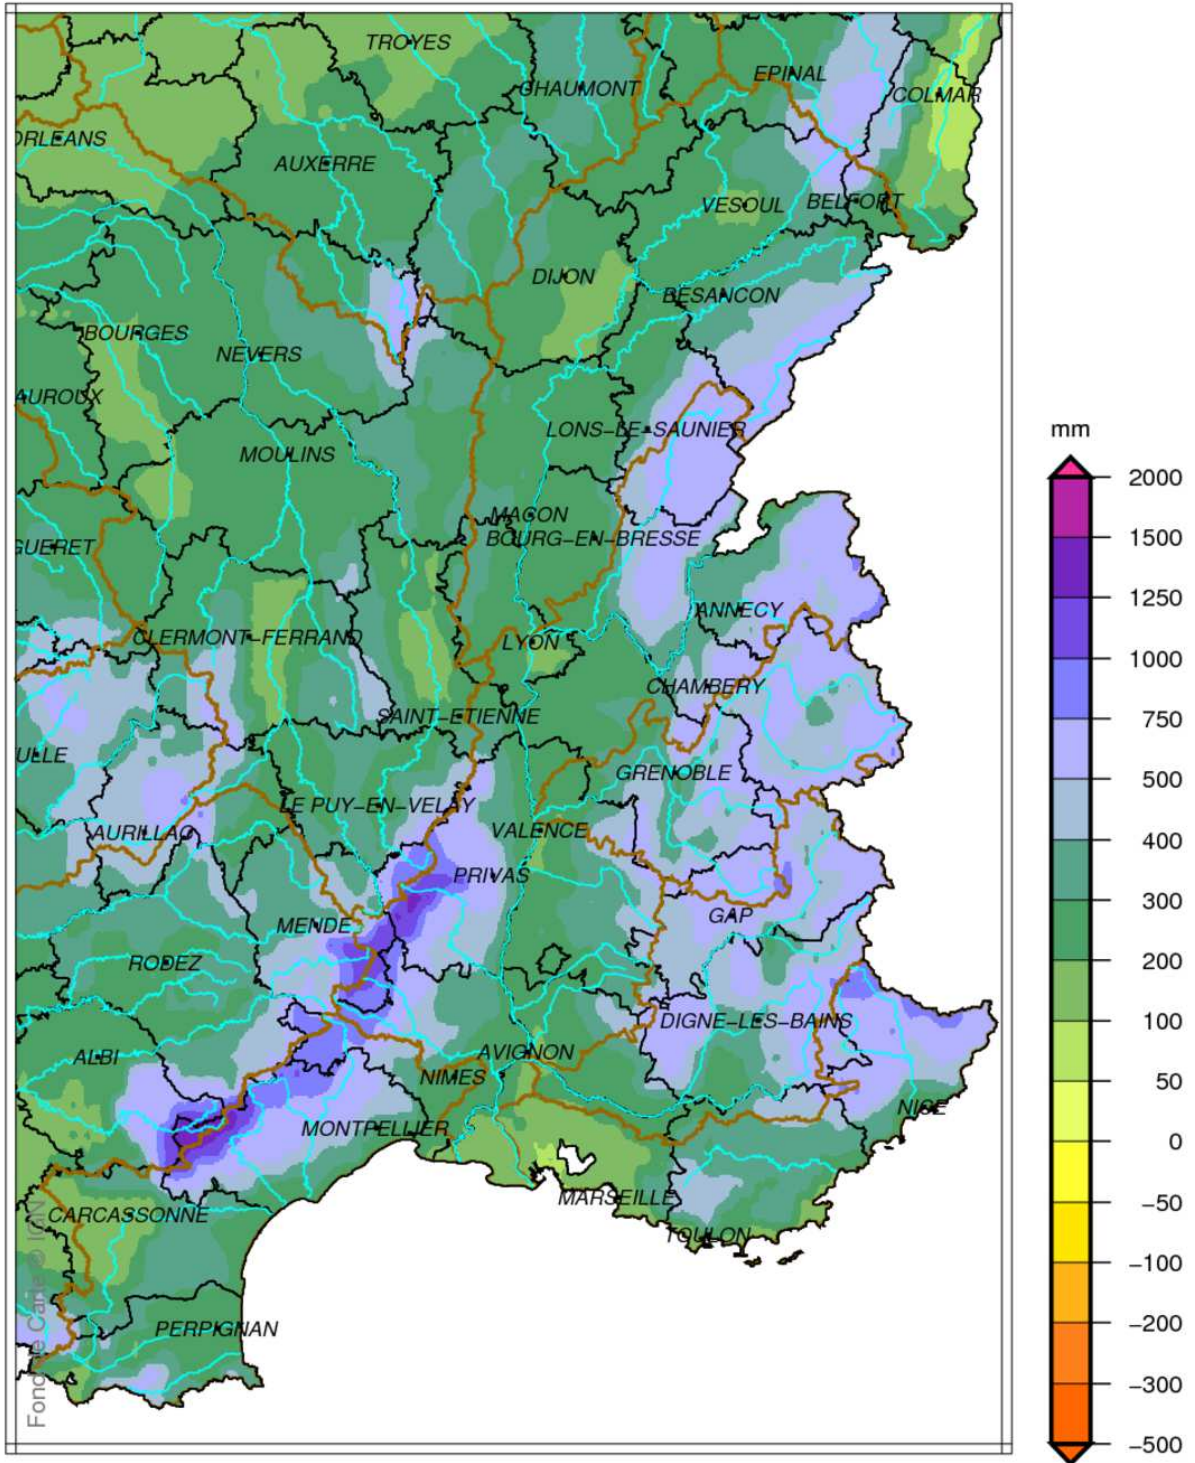 TROYES
EPINAL
CHAUMONT
COLMAR
ORLEANS
AUXERRE
VESOUL
BELFORT
DIJON
BESANCON
BOURGES
NEVERS
AUROUX
LONS-LE-SAUNIER
MOULINS
MACON
BOURG-EN-BRESSE
GUERET
ANNECY
CLERMONT-FERRAND
LYON
CHAMBERY
SAINT-ETIENNE
ULLE
GRENOBLE
LE PUY-EN-VELAY
AURILLAC
VALENCE
PRIVAS
GAP
MENDE
RODEZ
DIGNE-LES-BAINS
ALBI
AVIGNON
NIMES
NICE
MONTPELLIER
MARSEILLE
CARCASSONNE
TOULON
PERPIGNAN
Fond de Carte © IGN
mm
2000
1500
1250
1000
750
500
400
300
200
100
50
0
−50
−100
−200
−300
−500